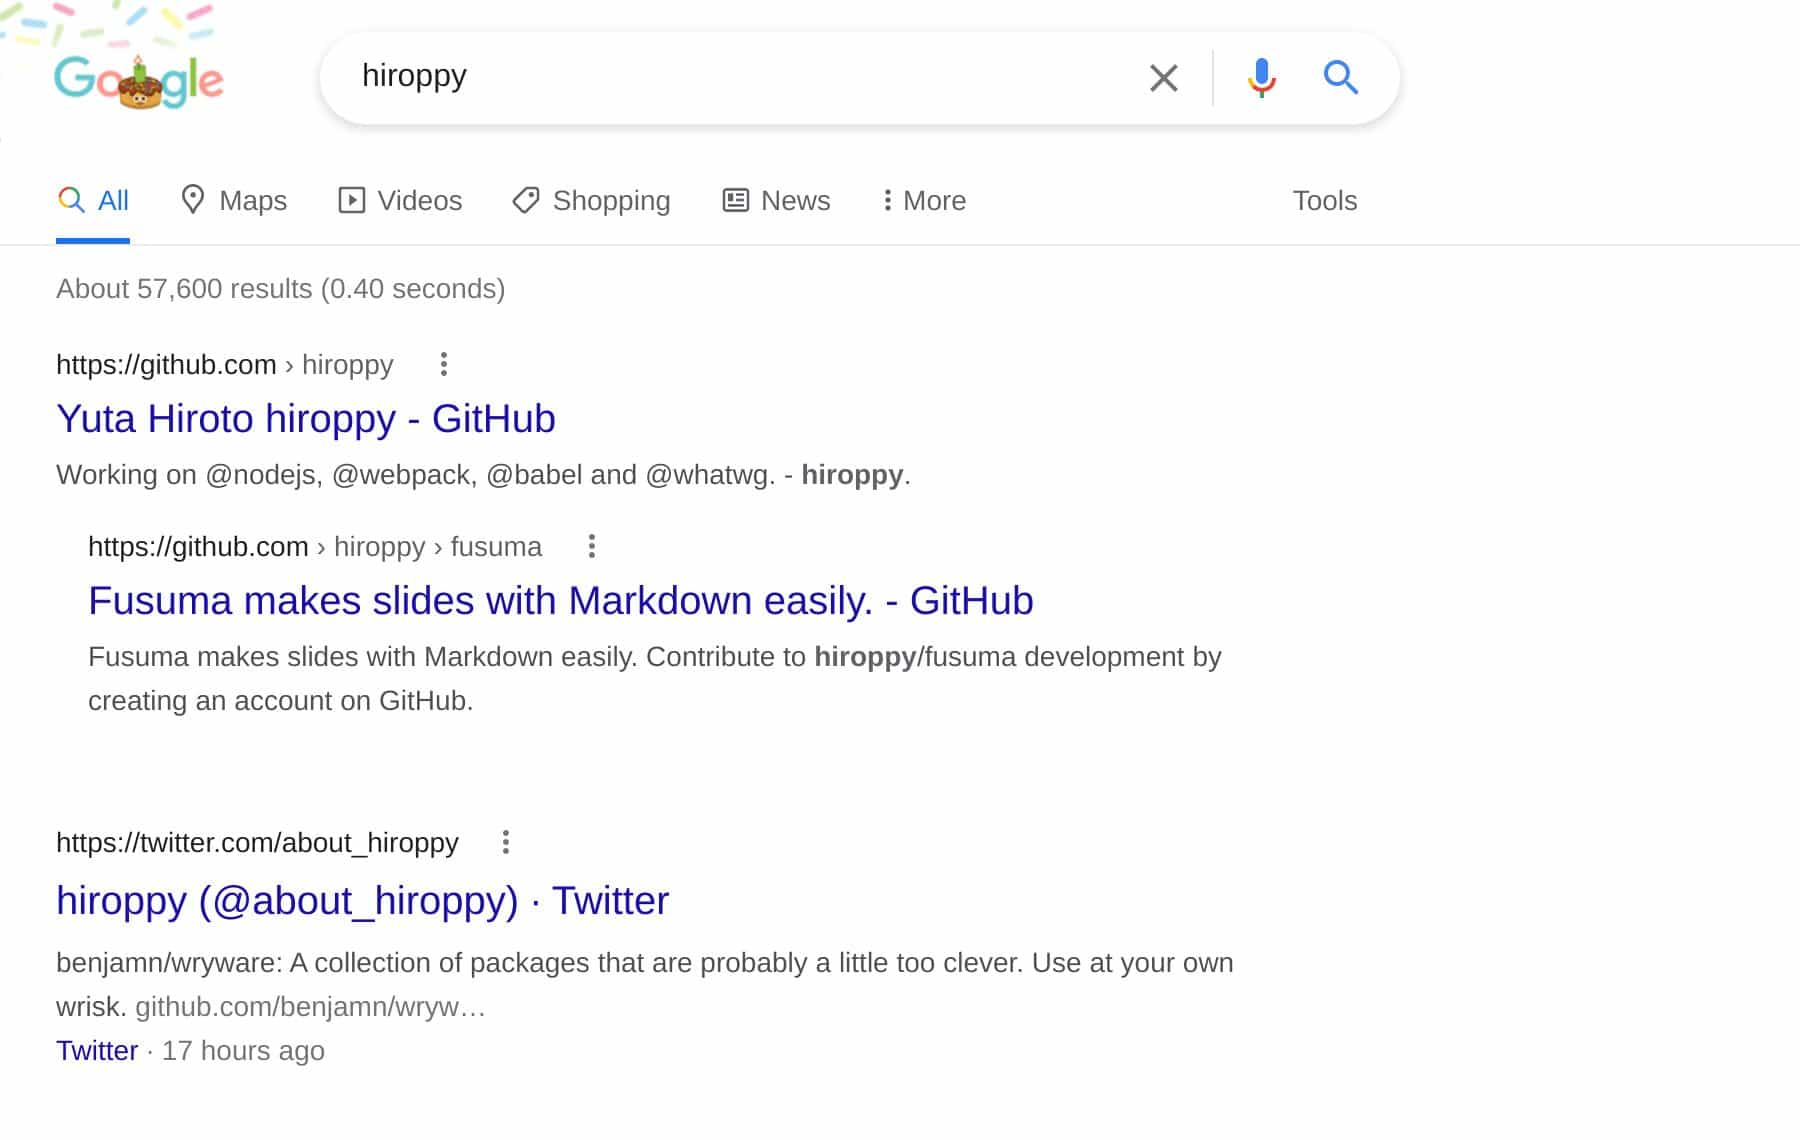 Google
hiroppy
All Maps Videos Shopping News More Tools
About 57,600 results (0.40 seconds)
https://github.com › hiroppy
Yuta Hiroto hiroppy - GitHub
Working on @nodejs, @webpack, @babel and @whatwg. - hiroppy.
https://github.com › hiroppy › fusuma
Fusuma makes slides with Markdown easily. - GitHub
Fusuma makes slides with Markdown easily. Contribute to hiroppy/fusuma development by
creating an account on GitHub.
https://twitter.com/about_hiroppy
hiroppy (@about_hiroppy) · Twitter
benjamn/wryware: A collection of packages that are probably a little too clever. Use at your own
wrisk. github.com/benjamn/wryw…
Twitter · 17 hours ago